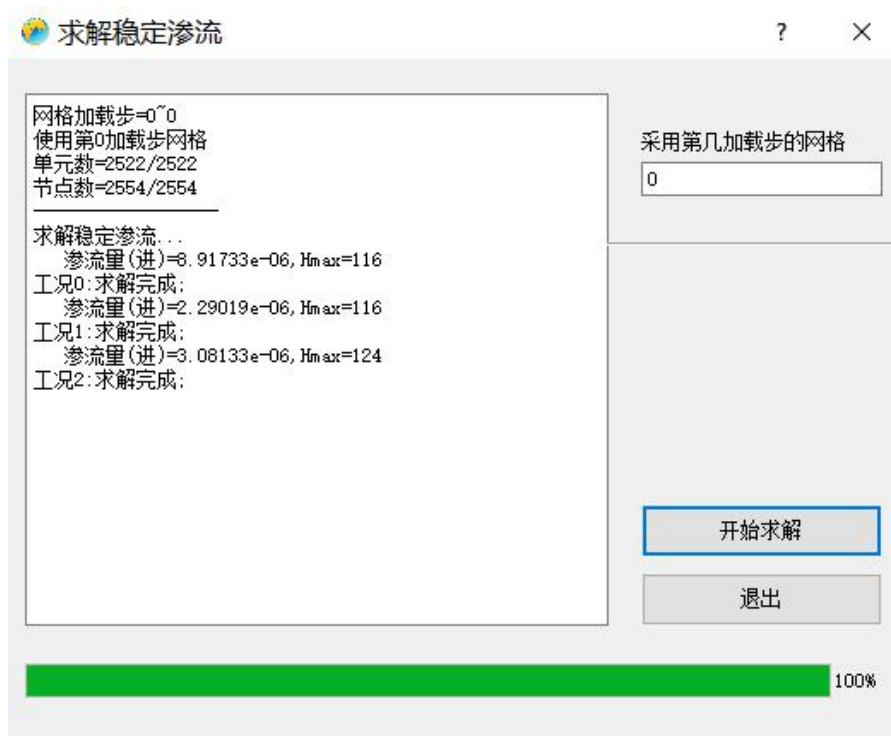 求解稳定渗流
?
×
网格加载步=0~0
使用第0加载步网格
单元数=2522/2522
节点数=2554/2554
求解稳定渗流...
渗流量(进)=8.91733e-06,Hmax=116
工况0:求解完成;
渗流量(进)=2.29019e-06,Hmax=116
工况1:求解完成;
渗流量(进)=3.08133e-06,Hmax=124
工况2:求解完成;
采用第几加载步的网格
0
开始求解
退出
100%